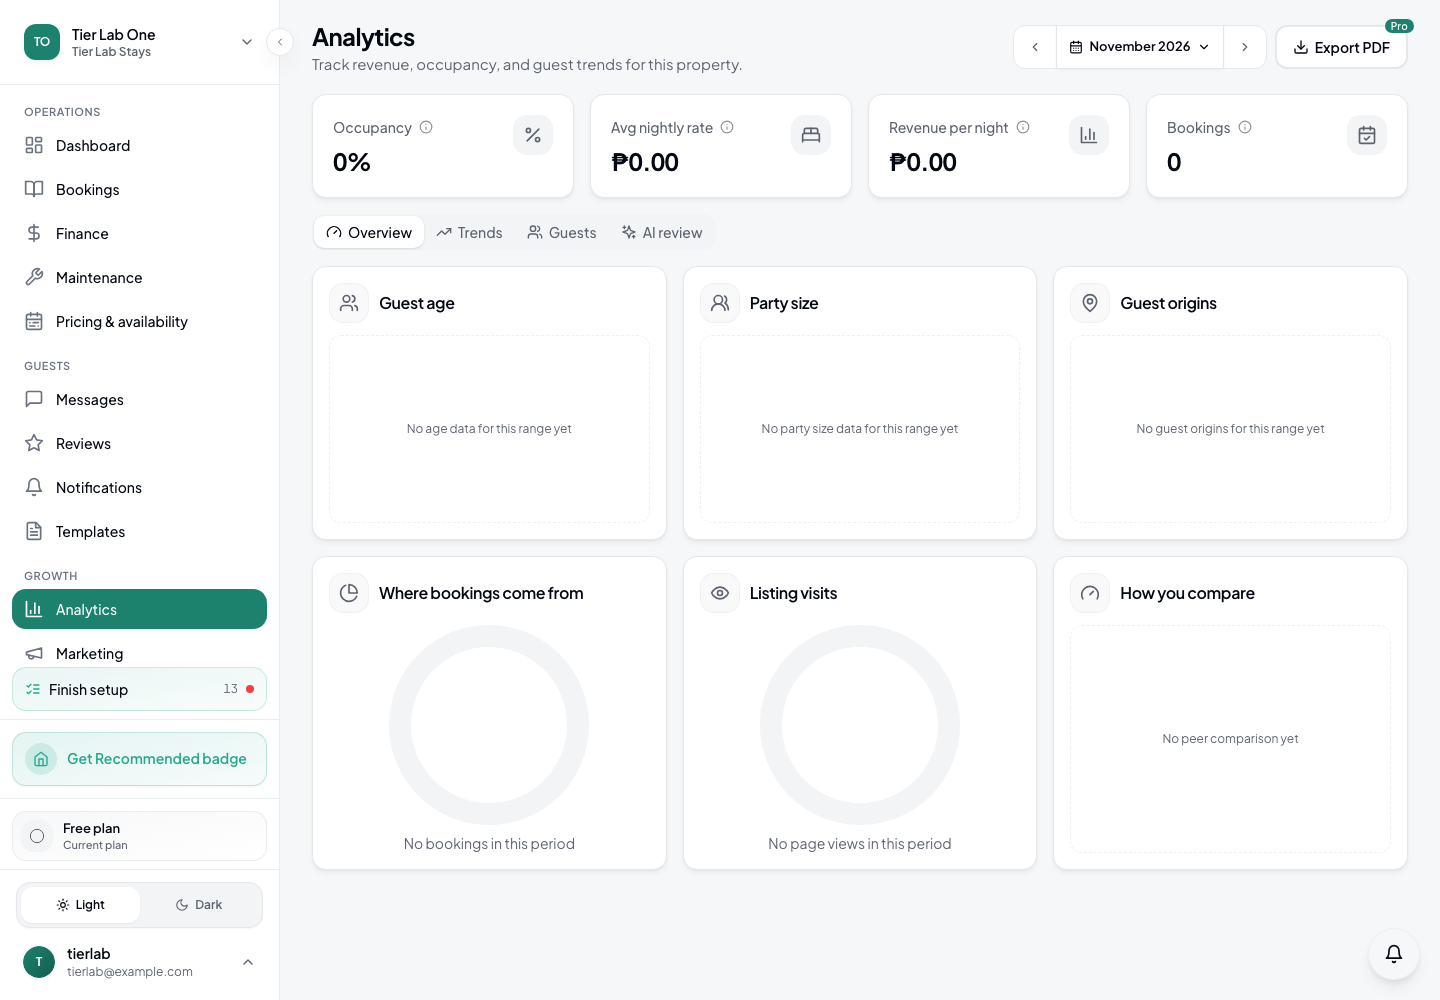 TO
Tier Lab One
Tier Lab Stays
OPERATIONS
Dashboard
Bookings
Finance
Maintenance
Pricing & availability
GUESTS
Messages
Reviews
Notifications
Templates
GROWTH
Analytics
Marketing
Finish setup 13
Get Recommended badge
Free plan
Current plan
Light Dark
T
tierlab
tierlab@example.com
Analytics
Track revenue, occupancy, and guest trends for this property.
November 2026
Export PDF
Pro
Occupancy
0%
Avg nightly rate
₱0.00
Revenue per night
₱0.00
Bookings
0
Overview Trends Guests AI review
Guest age
No age data for this range yet
Party size
No party size data for this range yet
Guest origins
No guest origins for this range yet
Where bookings come from
No bookings in this period
Listing visits
No page views in this period
How you compare
No peer comparison yet